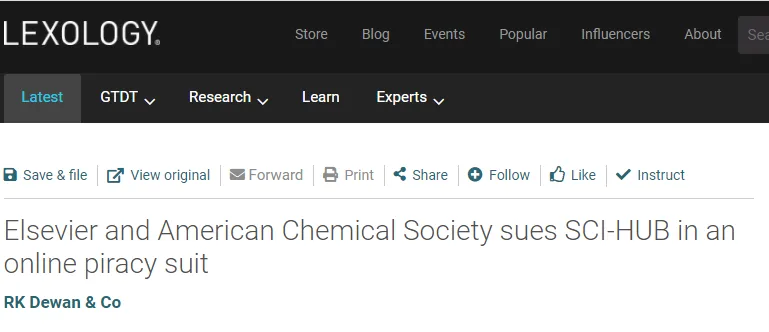 LEXOLOGY.
Store Blog Events Popular Influencers About Sea
Latest GTDT Research Learn Experts
Save & file View original Forward Print Share Follow Like Instruct
Elsevier and American Chemical Society sues SCI-HUB in an
online piracy suit
RK Dewan & Co